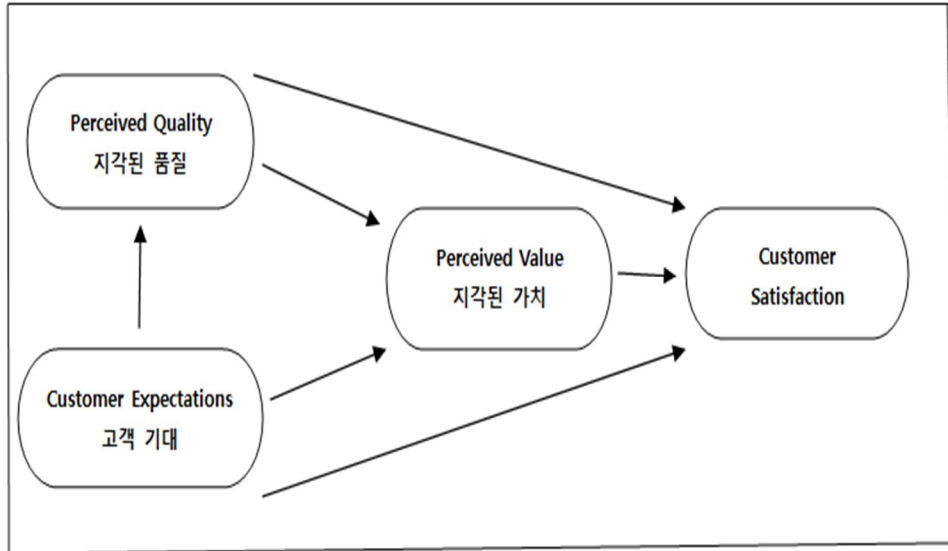 Perceived Quality
지각된 품질
Perceived Value
지각된 가치
Customer
Satisfaction
Customer Expectations
고객 기대